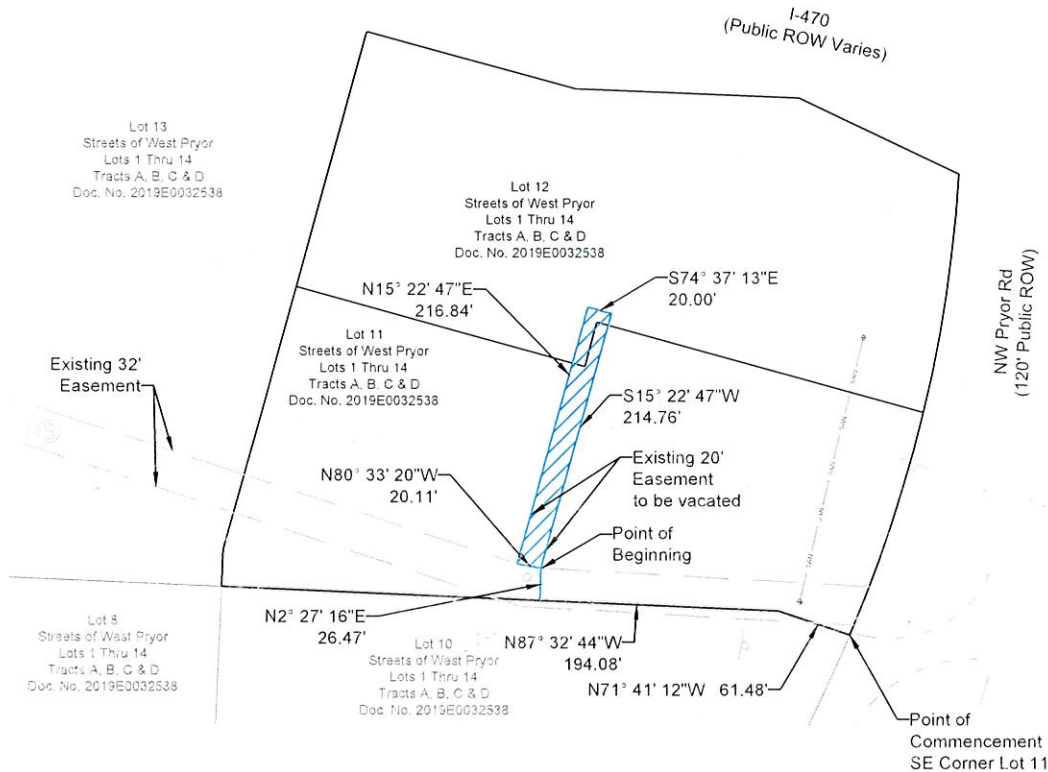 I-470
(Public ROW Varies)
Lot 13
Streets of West Pryor
Lots 1 Thru 14
Tracts A, B, C & D
Doc. No. 2019E0032538
Lot 12
Streets of West Pryor
Lots 1 Thru 14
Tracts A, B, C & D
Doc. No. 2019E0032538
S74° 37' 13"E
20.00'
N15° 22' 47"E
216.84'
NW Pryor Rd
(120' Public ROW)
Lot 11
Streets of West Pryor
Lots 1 Thru 14
Tracts A, B, C & D
Doc. No. 2019E0032538
Existing 32'
Easement
S15° 22' 47"W
214.76'
N80° 33' 20"W
20.11'
Existing 20'
Easement
to be vacated
Point of
Beginning
N2° 27' 16"E
26.47'
Lot 8
Streets of West Pryor
Lots 1 Thru 14
Tracts A, B, C & D
Doc. No. 2019E0032538
Lot 10
Streets of West Pryor
Lots 1 Thru 14
Tracts A, B, C & D
Doc. No. 2019E0032538
N87° 32' 44"W
194.08'
N71° 41' 12"W 61.48'
Point of
Commencement
SE Corner Lot 11